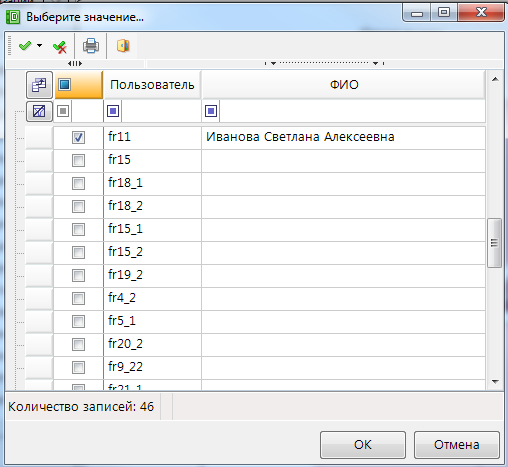 Выберите значение...
Пользователь ФИО
fr11 Иванова Светлана Алексеевна
fr15
fr18_1
fr18_2
fr15_1
fr15_2
fr19_2
fr4_2
fr5_1
fr20_2
fr9_22
fr21_1
Количество записей: 46
OK Отмена